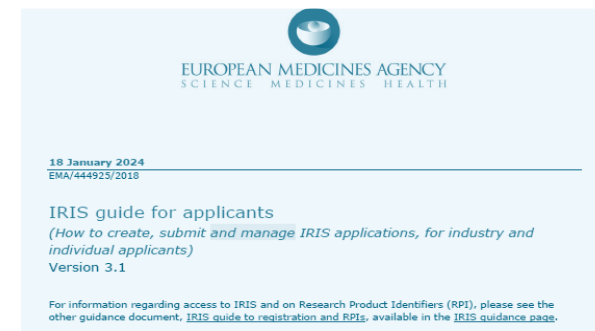 EUROPEAN MEDICINES AGENCY
SCIENCE MEDICINES HEALTH
18 January 2024
EMA/444925/2018
IRIS guide for applicants
(How to create, submit and manage IRIS applications, for industry and
individual applicants)
Version 3.1
For information regarding access to IRIS and on Research Product Identifiers (RPI), please see the
other guidance document, IRIS guide to registration and RPIs, available in the IRIS guidance page.